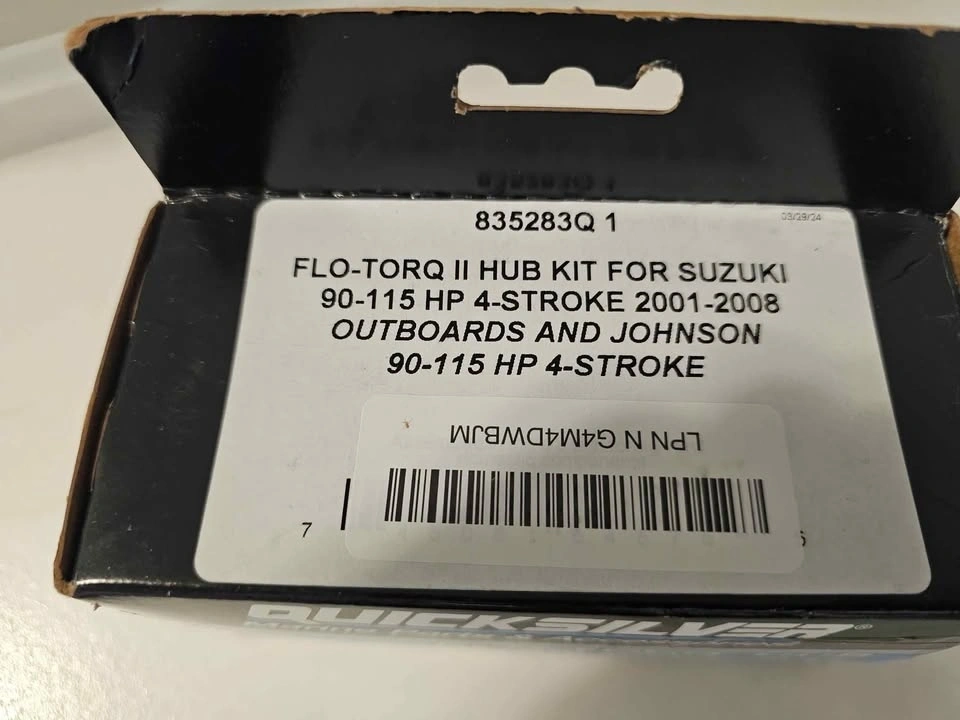 835283Q 1
03/29/24
FLO-TORQ II HUB KIT FOR SUZUKI
90-115 HP 4-STROKE 2001-2008
OUTBOARDS AND JOHNSON
90-115 HP 4-STROKE
LPN N G4M4DWBJM
7
QUICKSILVER®